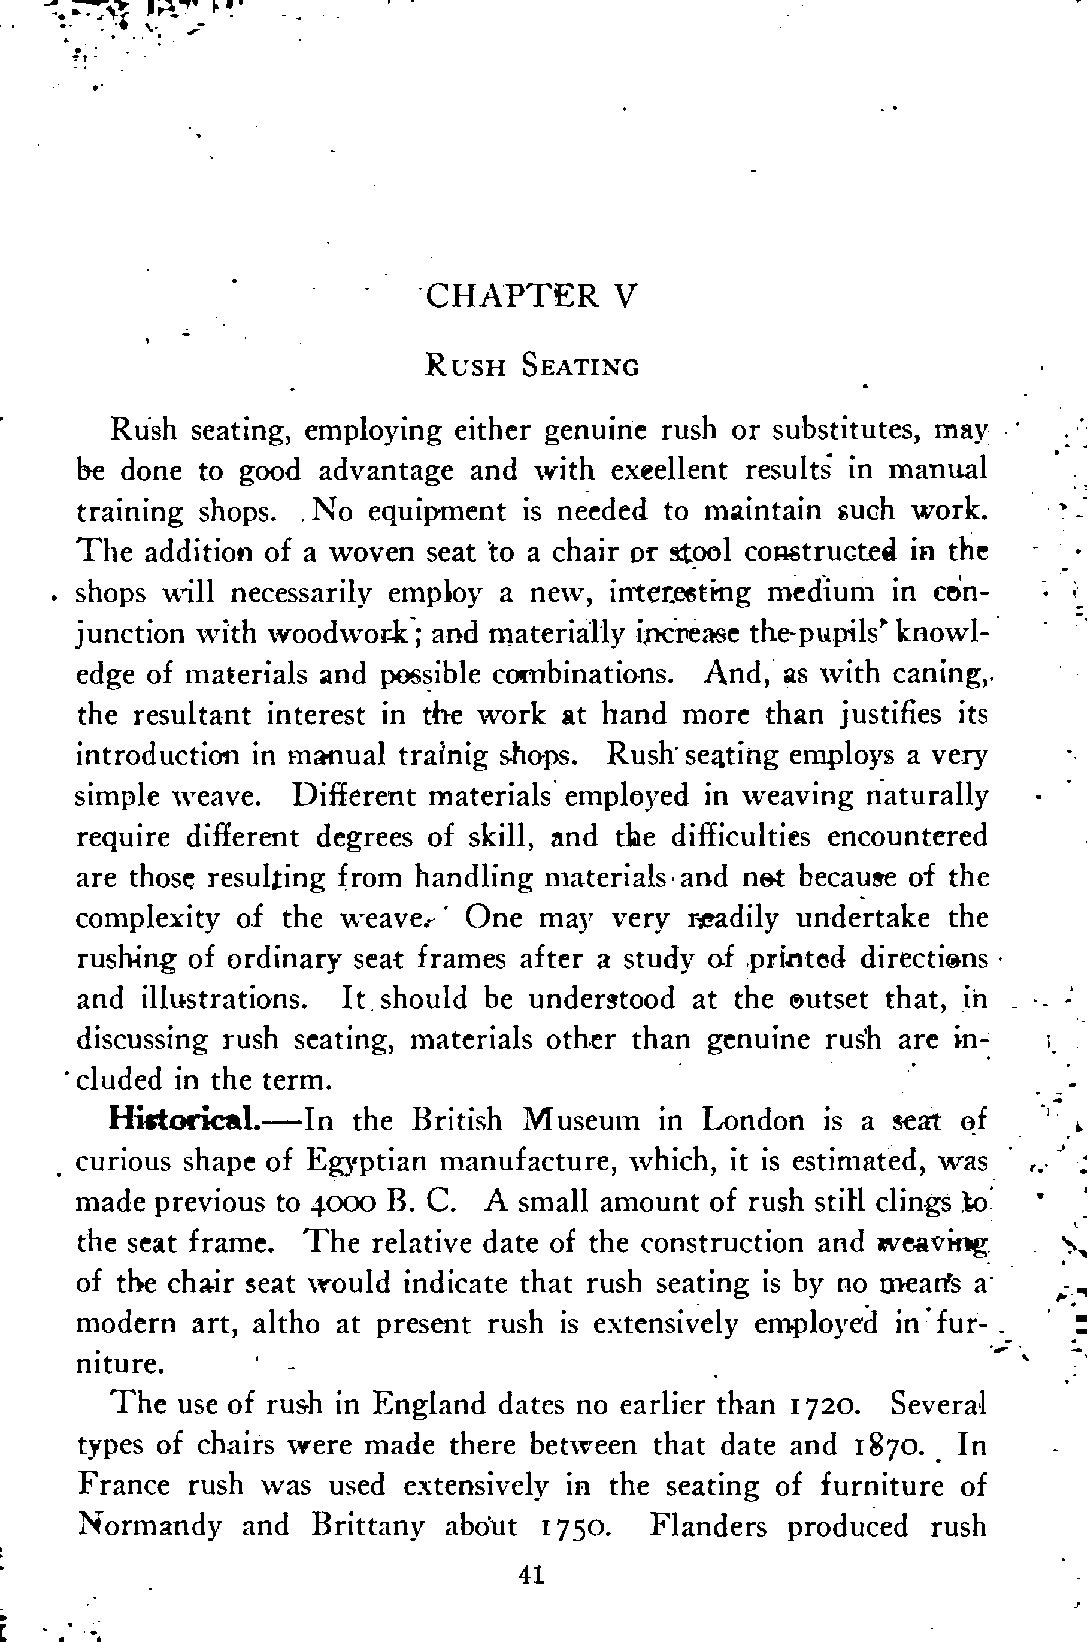 CHAPTER V
RUSH SEATING
Rush seating, employing either genuine rush or substitutes, may
be done to good advantage and with excellent results in manual
training shops. No equipment is needed to maintain such work.
The addition of a woven seat to a chair or stool constructed in the
shops will necessarily employ a new, interesting medium in con-
junction with woodwork; and materially increase the pupils' knowl-
edge of materials and possible combinations. And, as with caning,
the resultant interest in the work at hand more than justifies its
introduction in manual trainig shops. Rush seating employs a very
simple weave. Different materials employed in weaving naturally
require different degrees of skill, and the difficulties encountered
are those resulting from handling materials and not because of the
complexity of the weave. One may very readily undertake the
rushing of ordinary seat frames after a study of printed directions
and illustrations. It should be understood at the outset that, in
discussing rush seating, materials other than genuine rush are in-
cluded in the term.
Historical.—In the British Museum in London is a seat of
curious shape of Egyptian manufacture, which, it is estimated, was
made previous to 4000 B. C. A small amount of rush still clings to
the seat frame. The relative date of the construction and weaving
of the chair seat would indicate that rush seating is by no means a
modern art, altho at present rush is extensively employed in fur-
niture.
The use of rush in England dates no earlier than 1720. Several
types of chairs were made there between that date and 1870. In
France rush was used extensively in the seating of furniture of
Normandy and Brittany about 1750. Flanders produced rush
41